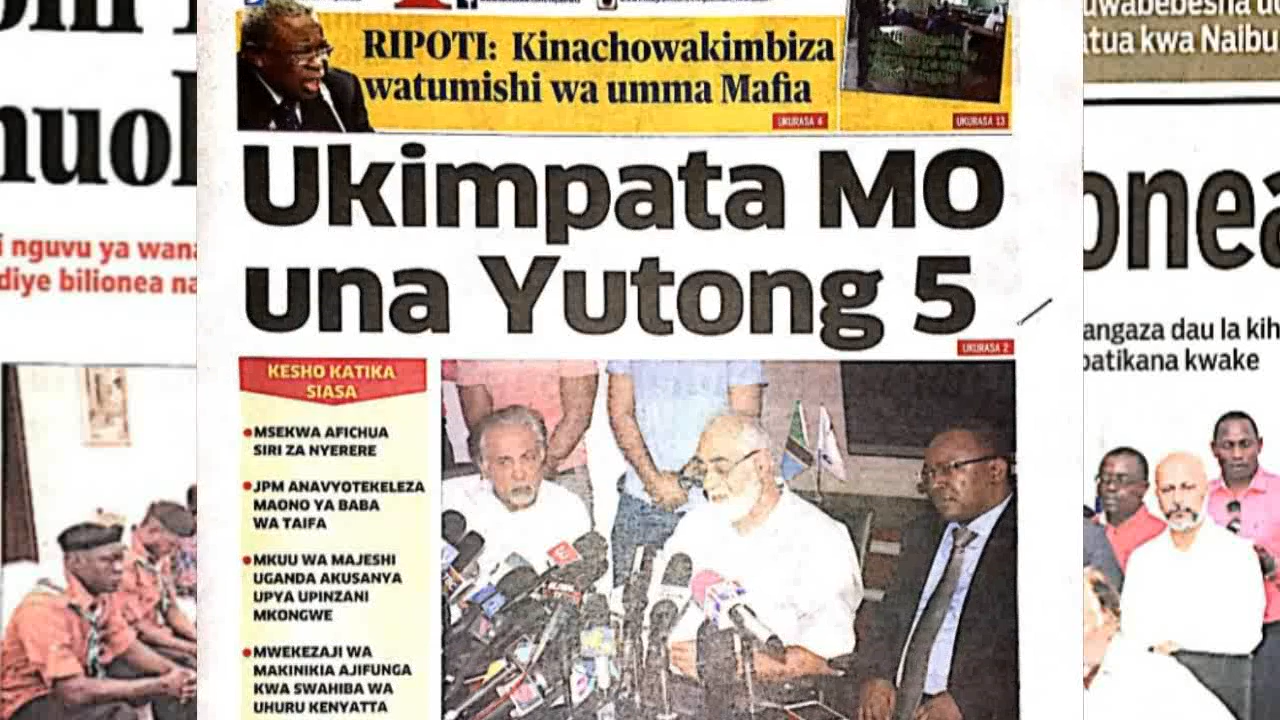 RIPOTI: Kinachowakimbiza
watumishi wa umma Mafia
UKURASA 4
UKURASA 13
Ukimpata MO
una Yutong 5
UKURASA 2
KESHO KATIKA
SIASA
MSEKWA AFICHUA
SIRI ZA NYERERE
JPM ANAVYOTEKELEZA
MAONO YA BABA
WA TAIFA
MKUU WA MAJESHI
UGANDA AKUSANYA
UPYA UPINZANI
MKONGWE
MWEKEZAJI WA
MAKINIKIA AJIFUNGA
KWA SWAHIBA WA
UHURU KENYATTA
i nguvu ya wana
diye bilionea na
atua kwa Naibu
onea
angaza dau la kih
patikana kwake